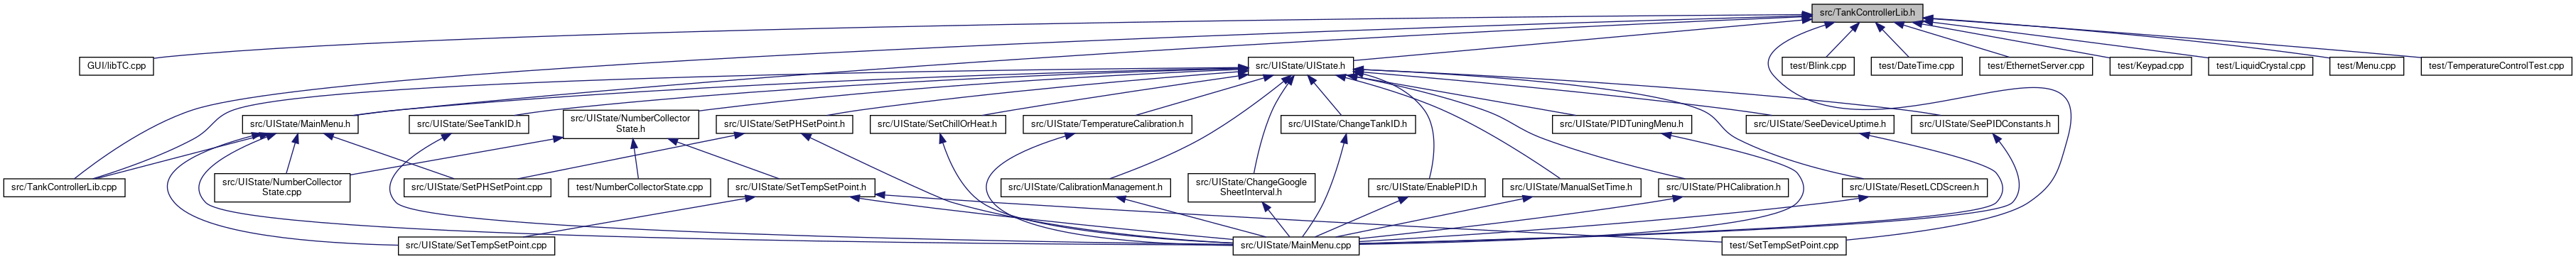 src/TankControllerLib.h
GUI/libTC.cpp
src/UIState/UIState.h
test/Blink.cpp
test/DateTime.cpp
test/EthernetServer.cpp
test/Keypad.cpp
test/LiquidCrystal.cpp
test/Menu.cpp
test/TemperatureControlTest.cpp
src/UIState/MainMenu.h
src/UIState/SeeTankID.h
src/UIState/NumberCollector
State.h
src/UIState/SetPHSetPoint.h
src/UIState/SetChillOrHeat.h
src/UIState/TemperatureCalibration.h
src/UIState/ChangeTankID.h
src/UIState/PIDTuningMenu.h
src/UIState/SeeDeviceUptime.h
src/UIState/SeePIDConstants.h
src/TankControllerLib.cpp
src/UIState/NumberCollector
State.cpp
src/UIState/SetPHSetPoint.cpp
test/NumberCollectorState.cpp
src/UIState/SetTempSetPoint.h
src/UIState/CalibrationManagement.h
src/UIState/ChangeGoogle
SheetInterval.h
src/UIState/EnablePID.h
src/UIState/ManualSetTime.h
src/UIState/PHCalibration.h
src/UIState/ResetLCDScreen.h
src/UIState/SetTempSetPoint.cpp
src/UIState/MainMenu.cpp
test/SetTempSetPoint.cpp